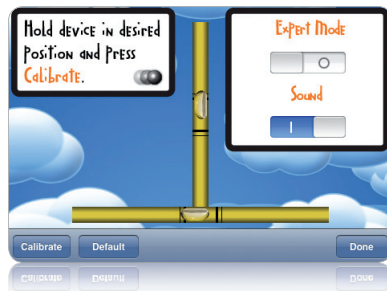 Hold device in desired
position and press
Calibrate.
Expert Mode
Sound
Calibrate
Default
Done